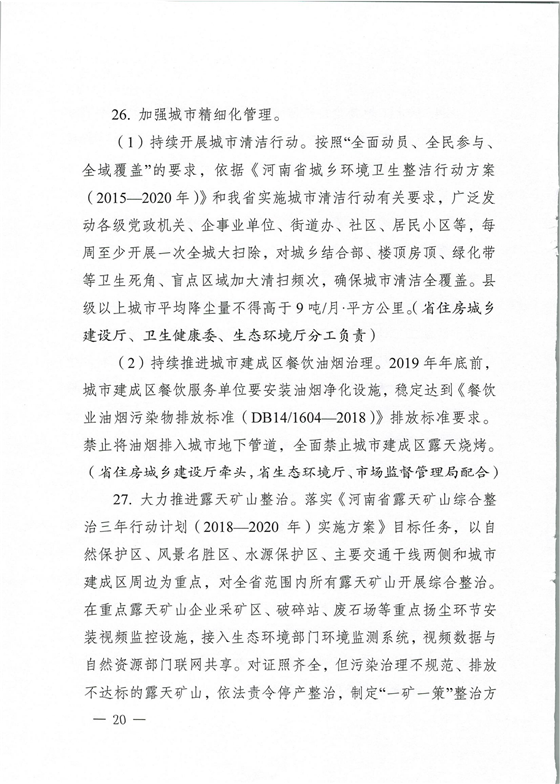 26. 加强城市精细化管理。
（1）持续开展城市清洁行动。按照“全面动员、全民参与、
全域覆盖”的要求，依据《河南省城乡环境卫生整洁行动方案
（2015—2020 年）》和我省实施城市清洁行动有关要求，广泛发
动各级党政机关、企事业单位、街道办、社区、居民小区等，每
周至少开展一次全城大扫除，对城乡结合部、楼顶房顶、绿化带
等卫生死角、盲点区域加大清扫频次，确保城市清洁全覆盖。县
级以上城市平均降尘量不得高于 9 吨/月·平方公里。（省住房城乡
建设厅、卫生健康委、生态环境厅分工负责）
（2）持续推进城市建成区餐饮油烟治理。2019 年年底前，
城市建成区餐饮服务单位要安装油烟净化设施，稳定达到《餐饮
业油烟污染物排放标准（DB14/1604—2018）》排放标准要求。
禁止将油烟排入城市地下管道，全面禁止城市建成区露天烧烤。
（省住房城乡建设厅牵头，省生态环境厅、市场监督管理局配合）
27. 大力推进露天矿山整治。落实《河南省露天矿山综合整
治三年行动计划（2018—2020 年）实施方案》目标任务，以自
然保护区、风景名胜区、水源保护区、主要交通干线两侧和城市
建成区周边为重点，对全省范围内所有露天矿山开展综合整治。
在重点露天矿山企业采矿区、破碎站、废石场等重点扬尘环节安
装视频监控设施，接入生态环境部门环境监测系统，视频数据与
自然资源部门联网共享。对证照齐全，但污染治理不规范、排放
不达标的露天矿山，依法责令停产整治，制定“一矿一策”整治方
— 20 —